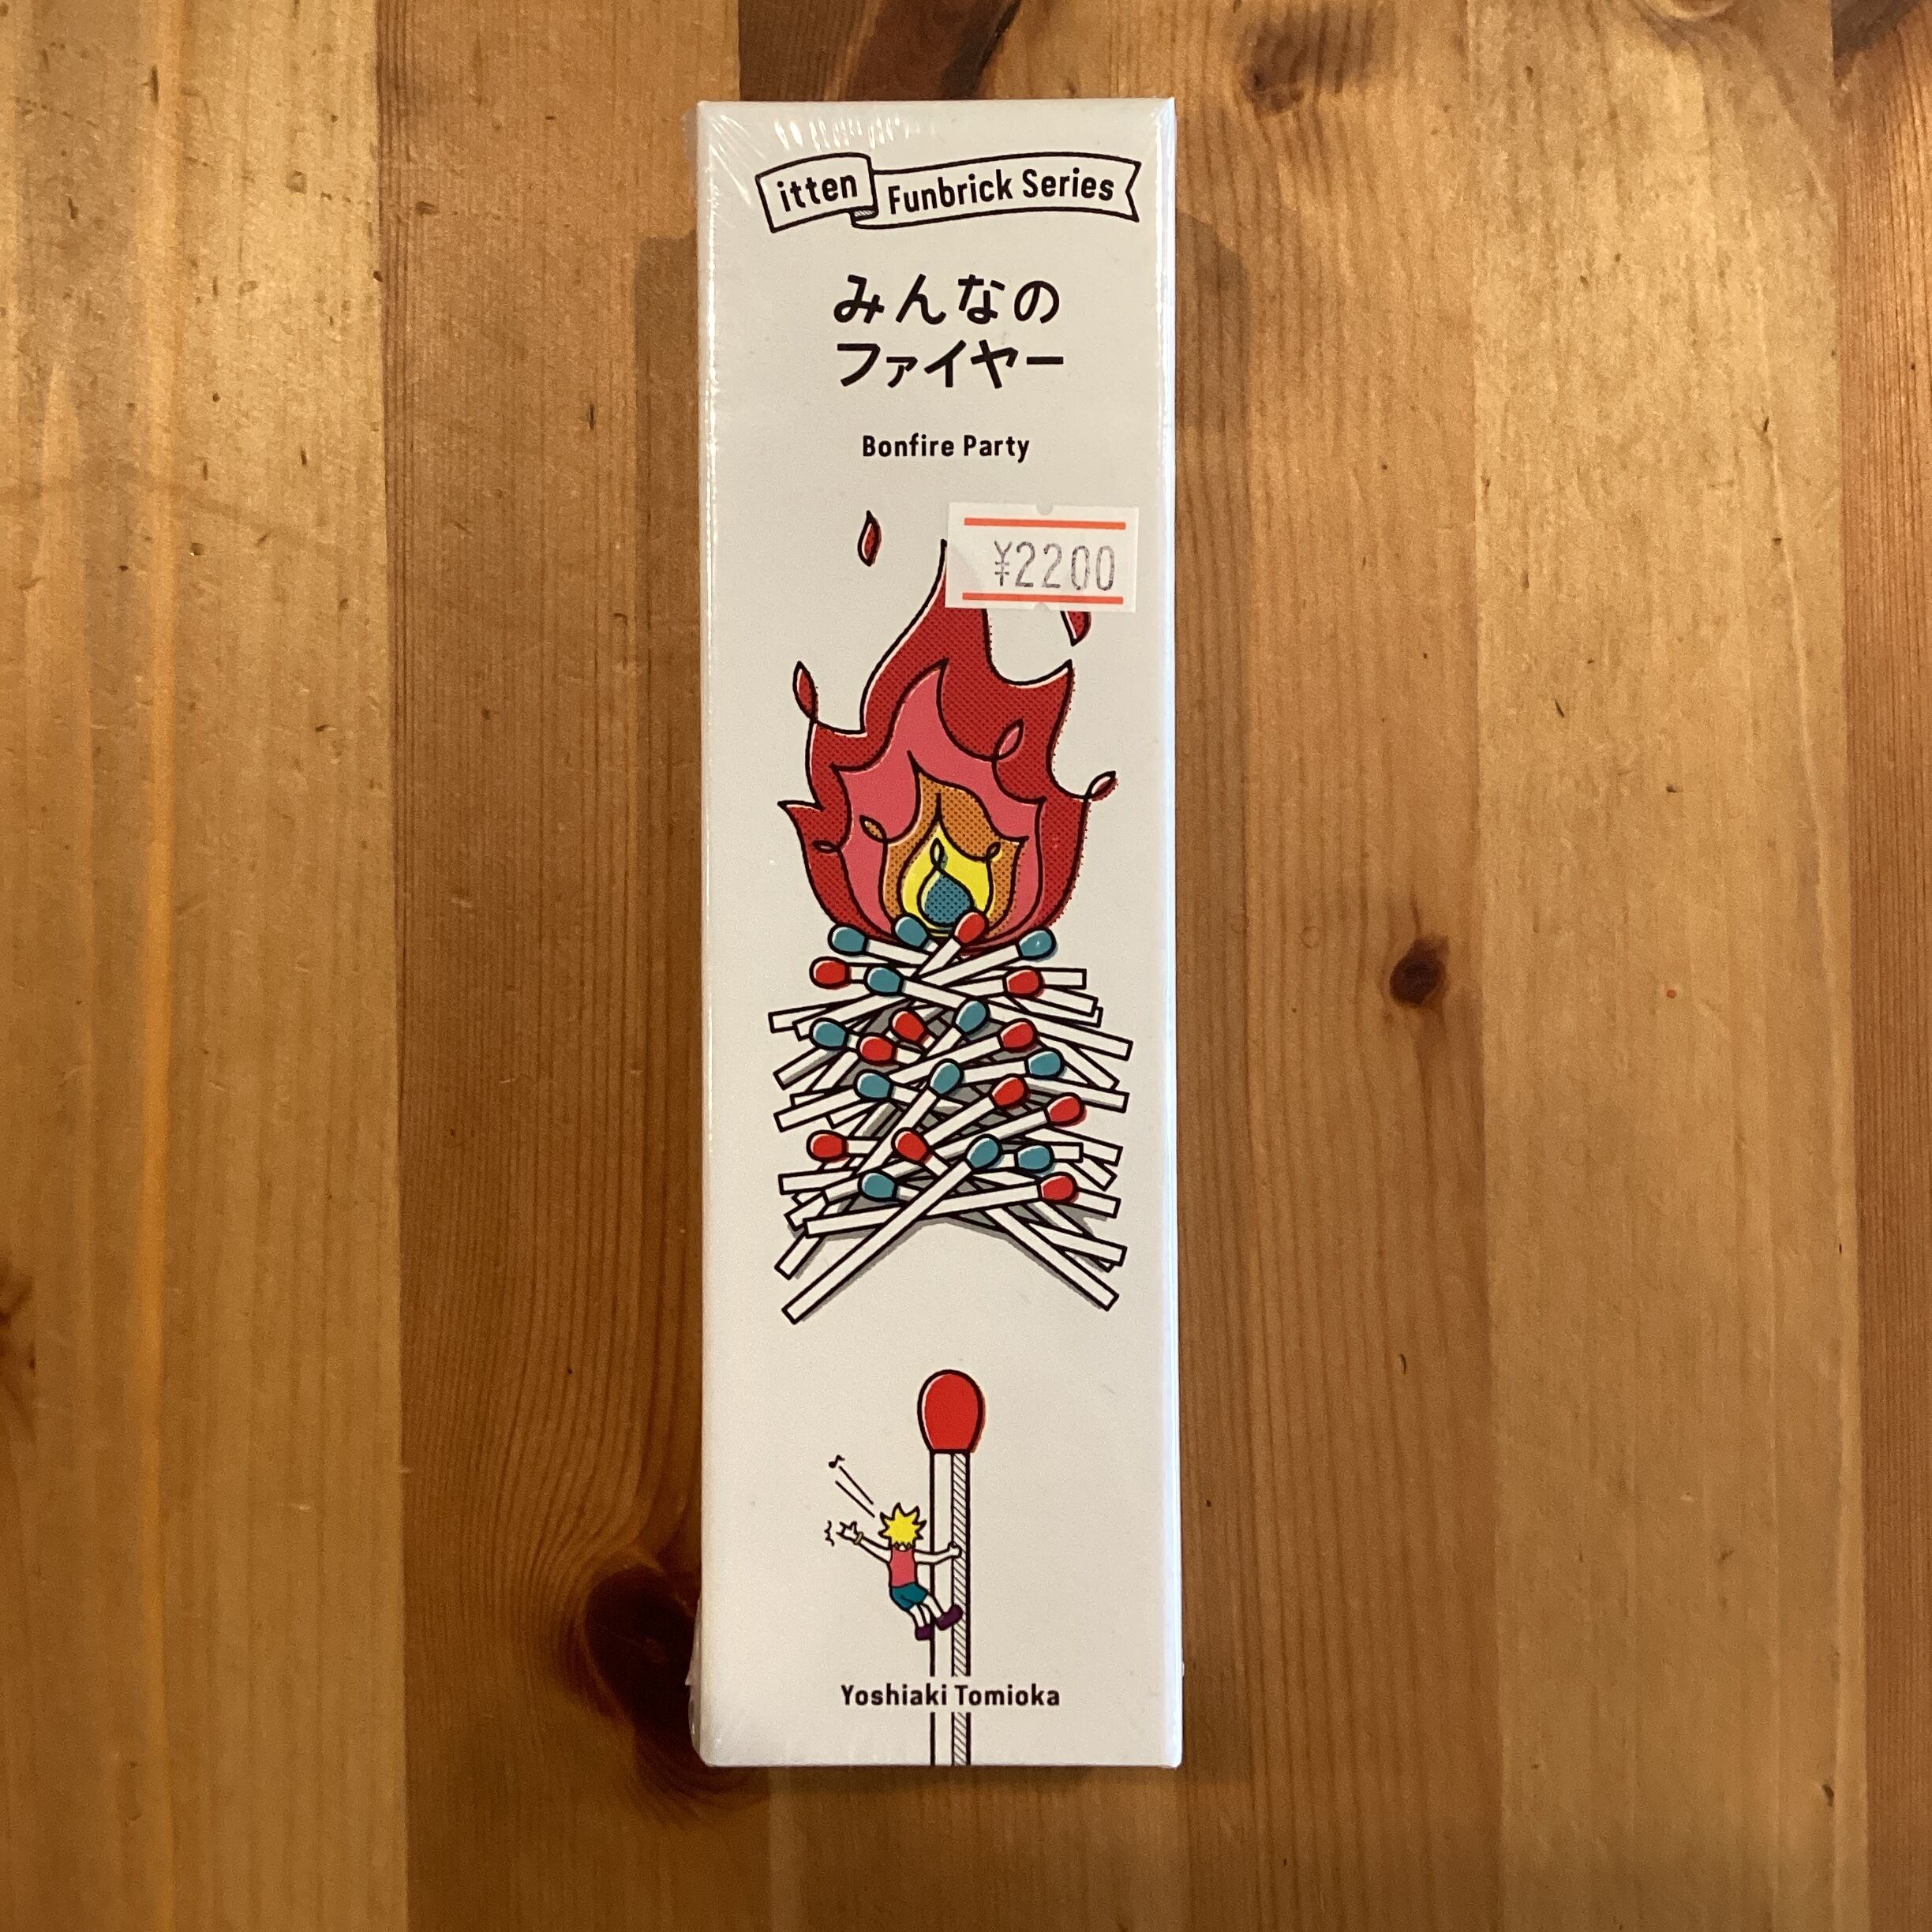 itten Funbrick Series
みんなの
ファイヤー
Bonfire Party
¥2200
Yoshiaki Tomioka